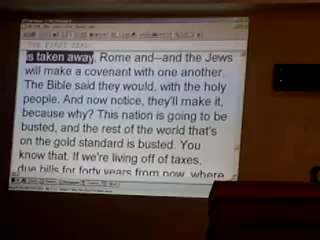 THE FIRST SEAL
is taken away, Rome and--and the Jews
will make a covenant with one another.
The Bible said they would, with the holy
people. And now notice, they'll make it,
because why? This nation is going to be
busted, and the rest of the world that's
on the gold standard is busted. You
know that. If we're living off of taxes,
due bills for forty years from now, where